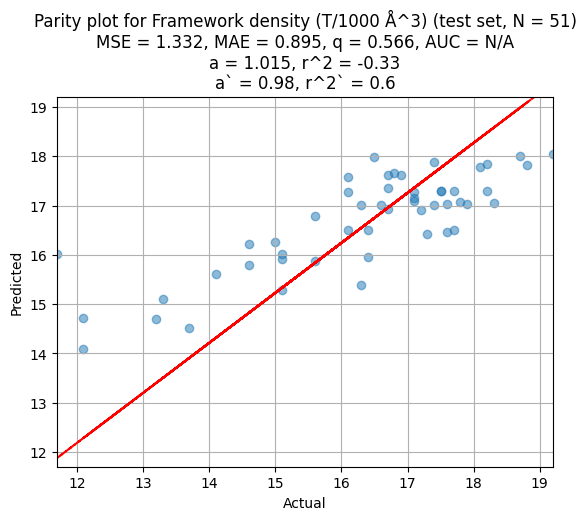 Parity plot for Framework density (T/1000 Å^3) (test set, N = 51)
MSE = 1.332, MAE = 0.895, q = 0.566, AUC = N/A
a = 1.015, r^2 = -0.33
a` = 0.98, r^2` = 0.6
19
18
17
16
15
14
13
12
Predicted
12
13
14
15
16
17
18
19
Actual